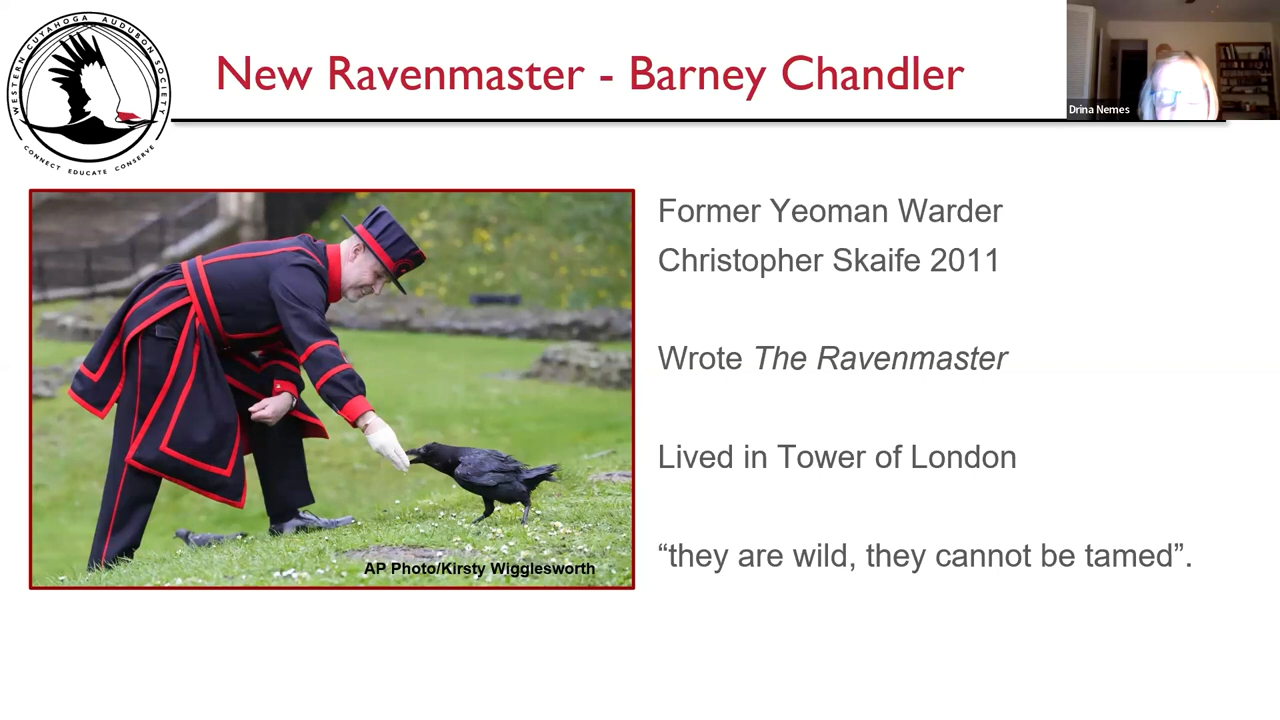 WESTERN CUYAHOGA AUDUBON SOCIETY
CONNECT EDUCATE CONSERVE
New Ravenmaster - Barney Chandler
Drina Nemes
Former Yeoman Warder
Christopher Skaife 2011
Wrote The Ravenmaster
Lived in Tower of London
“they are wild, they cannot be tamed”.
AP Photo/Kirsty Wigglesworth